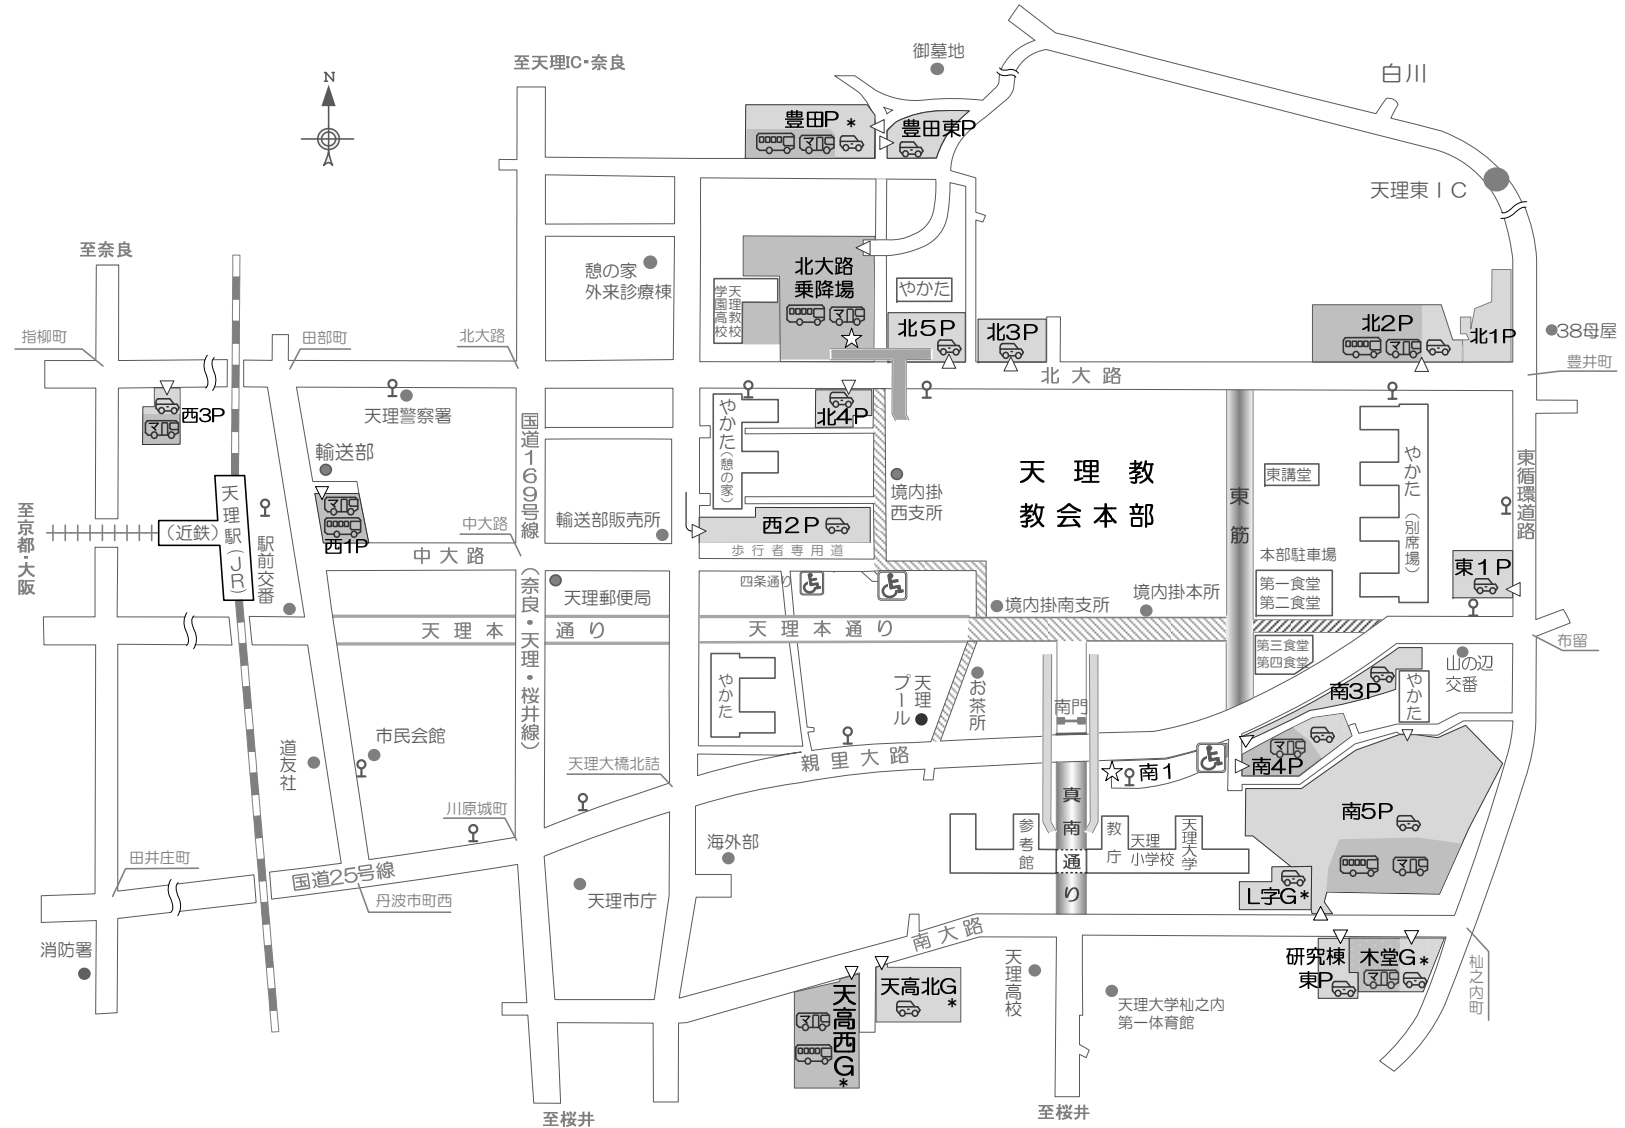 御墓地
至天理IC・奈良
白川
N
豊田P *
豊田東P
天理東IC
至奈良
憩の家
外来診療棟
北大路
乗降場
天理教校
学園高校
やかた
北5P
北3P
北2P
北1P
38母屋
豊井町
指柳町
田部町
北大路
北大路
西3P
天理警察署
国道169号線(奈良・天理・桜井線)
やかた(憩の家)
北4P
天理教
教会本部
東筋
東講堂
やかた(別席場)
東循環道路
輸送部
境内掛
西支所
至京都・大阪
(近鉄)
天理駅(JR)
駅前交番
西1P
中大路
中大路
輸送部販売所
西2P
歩行者専用道
本部駐車場
第一食堂
第二食堂
東1P
四条通り
天理郵便局
境内掛南支所
境内掛本所
天理本通り
天理本通り
第三食堂
第四食堂
布留
山の辺
交番
やかた
天理
プール
お茶所
南門
南3P
やかた
市民会館
道友社
天理大橋北詰
親里大路
南1
南4P
川原城町
真南通り
南5P
海外部
参考館
教庁
天理
小学校
天理大学
田井庄町
国道25号線
丹波市町西
天理市庁
L字G*
消防署
南大路
天理高校
天高北G
*
天高西G*
研究棟
東P
木堂G*
杣之内町
天理大学杣之内
第一体育館
至桜井
至桜井